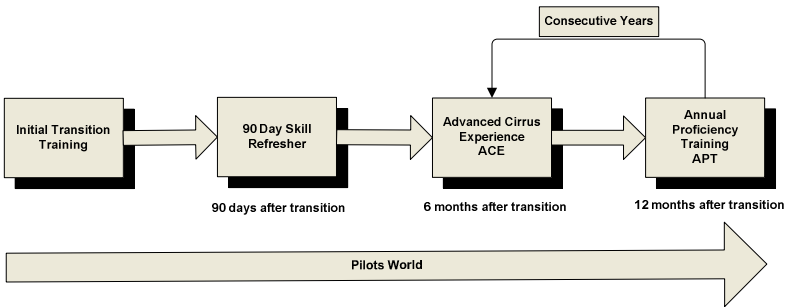 Consecutive Years
Initial Transition
Training
90 Day Skill
Refresher
Advanced Cirrus
Experience
ACE
Annual
Proficiency
Training
APT
90 days after transition
6 months after transition
12 months after transition
Pilots World